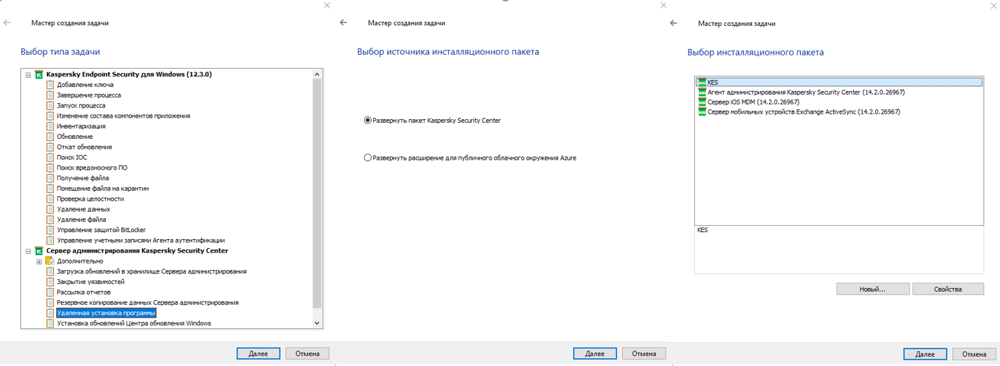 Мастер создания задачи
Выбор типа задачи
Kaspersky Endpoint Security для Windows (12.3.0)
Добавление ключа
Завершение процесса
Запуск процесса
Изменение состава компонентов приложения
Инвентаризация
Обновление
Откат обновления
Поиск IOC
Поиск вредоносного ПО
Получение файла
Помещение файла на карантин
Проверка целостности
Удаление данных
Удаление файла
Управление защитой BitLocker
Управление учетными записями Агента аутентификации
Сервер администрирования Kaspersky Security Center
Дополнительно
Загрузка обновлений в хранилище Сервера администрирования
Закрытие уязвимостей
Рассылка отчетов
Резервное копирование данных Сервера администрирования
Удаленная установка программы
Установка обновлений Центра обновления Windows
Далее
Отмена
Мастер создания задачи
Выбор источника инсталляционного пакета
Развернуть пакет Kaspersky Security Center
Развернуть расширение для публичного облачного окружения Azure
Далее
Отмена
Мастер создания задачи
Выбор инсталляционного пакета
KES
Агент администрирования Kaspersky Security Center (14.2.0.26967)
Сервер iOS MDM (14.2.0.26967)
Сервер мобильных устройств Exchange ActiveSync (14.2.0.26967)
KES
Новый...
Свойства
Далее
Отмена